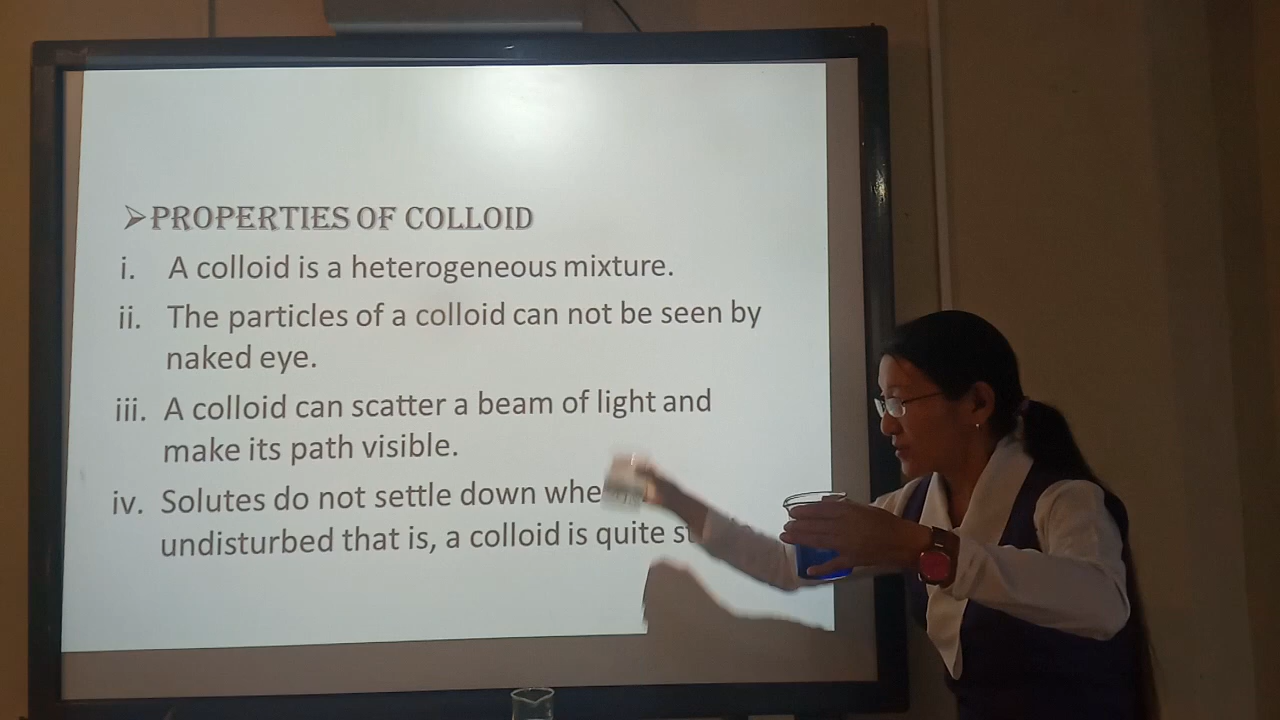 ➢PROPERTIES OF COLLOID
i. A colloid is a heterogeneous mixture.
ii. The particles of a colloid can not be seen by
naked eye.
iii. A colloid can scatter a beam of light and
make its path visible.
iv. Solutes do not settle down
undisturbed that is, a colloid is quite